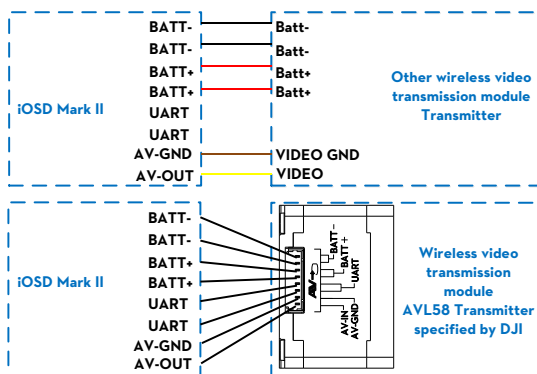 BATT- Batt-
BATT- Batt-
BATT+ Batt+
BATT+ Batt+
UART
UART
AV-GND VIDEO GND
AV-OUT VIDEO
iOSD Mark II
Other wireless video
transmission module
Transmitter
BATT-
BATT-
BATT+
BATT+
UART
UART
AV-GND
AV-OUT
iOSD Mark II
BATT-
BATT+
UART
AV-IN
AV-GND
Wireless video
transmission
module
AVL58 Transmitter
specified by DJI